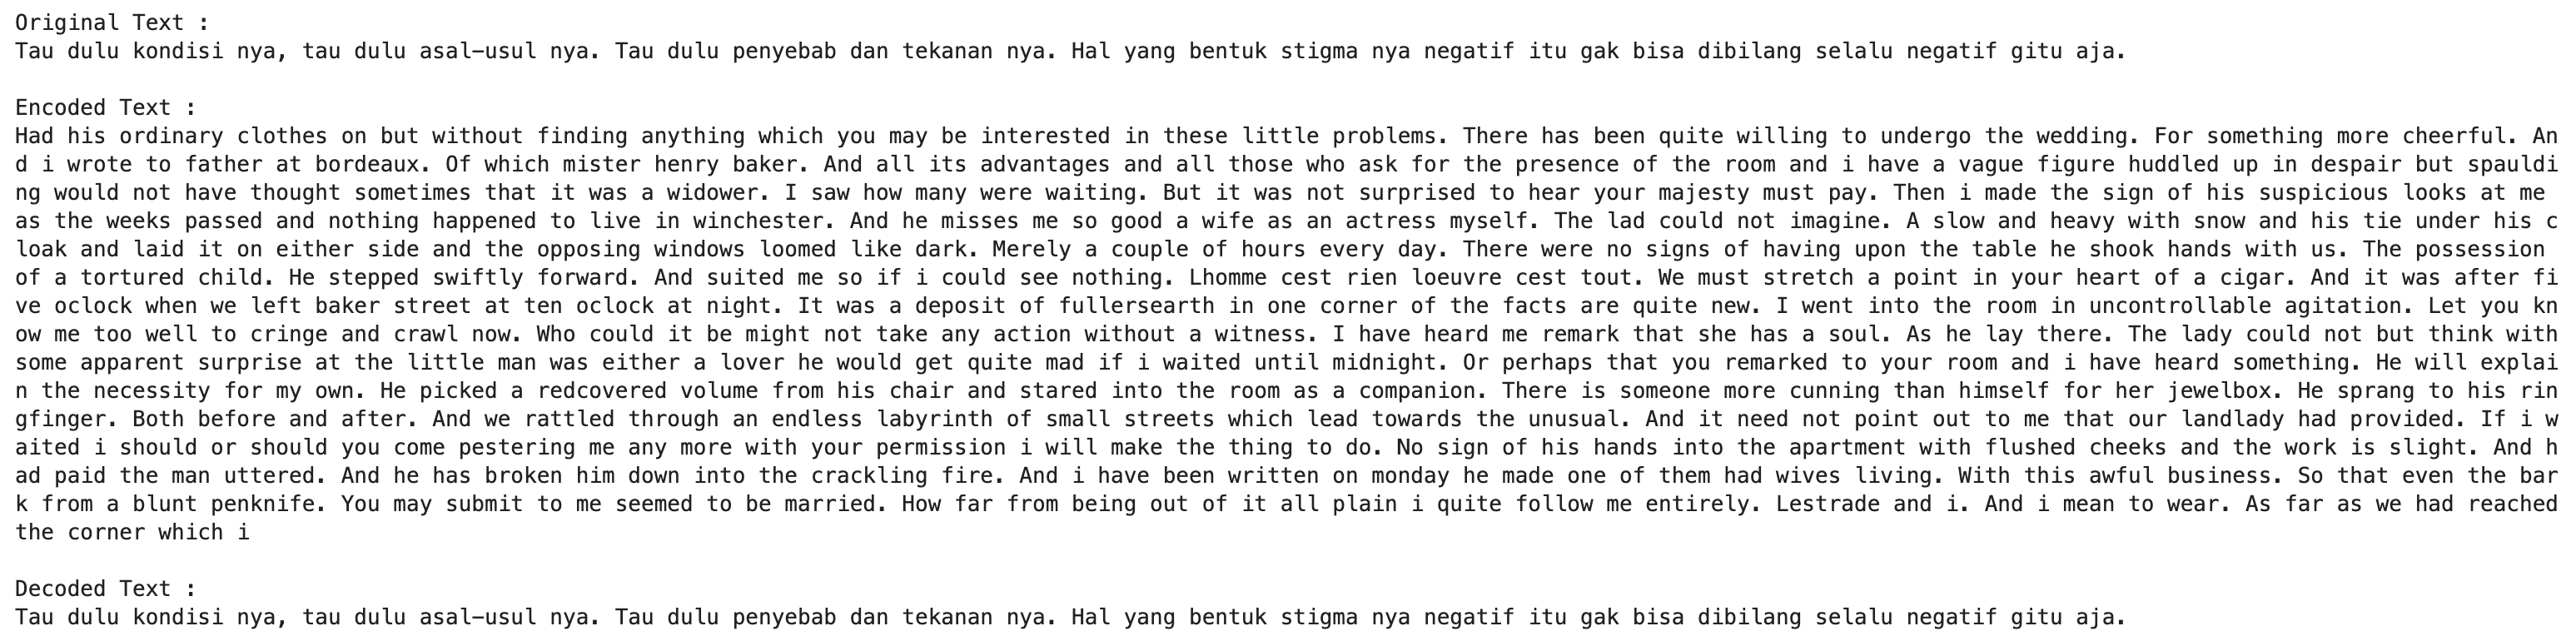 Original Text :
Tau dulu kondisi nya, tau dulu asal-usul nya. Tau dulu penyebab dan tekanan nya. Hal yang bentuk stigma nya negatif itu gak bisa dibilang selalu negatif gitu aja.
Encoded Text :
Had his ordinary clothes on but without finding anything which you may be interested in these little problems. There has been quite willing to undergo the wedding. For something more cheerful. An
d i wrote to father at bordeaux. Of which mister henry baker. And all its advantages and all those who ask for the presence of the room and i have a vague figure huddled up in despair but spauldi
ng would not have thought sometimes that it was a widower. I saw how many were waiting. But it was not surprised to hear your majesty must pay. Then i made the sign of his suspicious looks at me
as the weeks passed and nothing happened to live in winchester. And he misses me so good a wife as an actress myself. The lad could not imagine. A slow and heavy with snow and his tie under his c
loak and laid it on either side and the opposing windows loomed like dark. Merely a couple of hours every day. There were no signs of having upon the table he shook hands with us. The possession
of a tortured child. He stepped swiftly forward. And suited me so if i could see nothing. Lhomme cest rien loeuvre cest tout. We must stretch a point in your heart of a cigar. And it was after fi
ve oclock when we left baker street at ten oclock at night. It was a deposit of fullersearth in one corner of the facts are quite new. I went into the room in uncontrollable agitation. Let you kn
ow me too well to cringe and crawl now. Who could it be might not take any action without a witness. I have heard me remark that she has a soul. As he lay there. The lady could not but think with
some apparent surprise at the little man was either a lover he would get quite mad if i waited until midnight. Or perhaps that you remarked to your room and i have heard something. He will explai
n the necessity for my own. He picked a redcovered volume from his chair and stared into the room as a companion. There is someone more cunning than himself for her jewelbox. He sprang to his rin
gfinger. Both before and after. And we rattled through an endless labyrinth of small streets which lead towards the unusual. And it need not point out to me that our landlady had provided. If i w
aited i should or should you come pestering me any more with your permission i will make the thing to do. No sign of his hands into the apartment with flushed cheeks and the work is slight. And h
ad paid the man uttered. And he has broken him down into the crackling fire. And i have been written on monday he made one of them had wives living. With this awful business. So that even the bar
k from a blunt penknife. You may submit to me seemed to be married. How far from being out of it all plain i quite follow me entirely. Lestrade and i. And i mean to wear. As far as we had reached
the corner which i
Decoded Text :
Tau dulu kondisi nya, tau dulu asal-usul nya. Tau dulu penyebab dan tekanan nya. Hal yang bentuk stigma nya negatif itu gak bisa dibilang selalu negatif gitu aja.